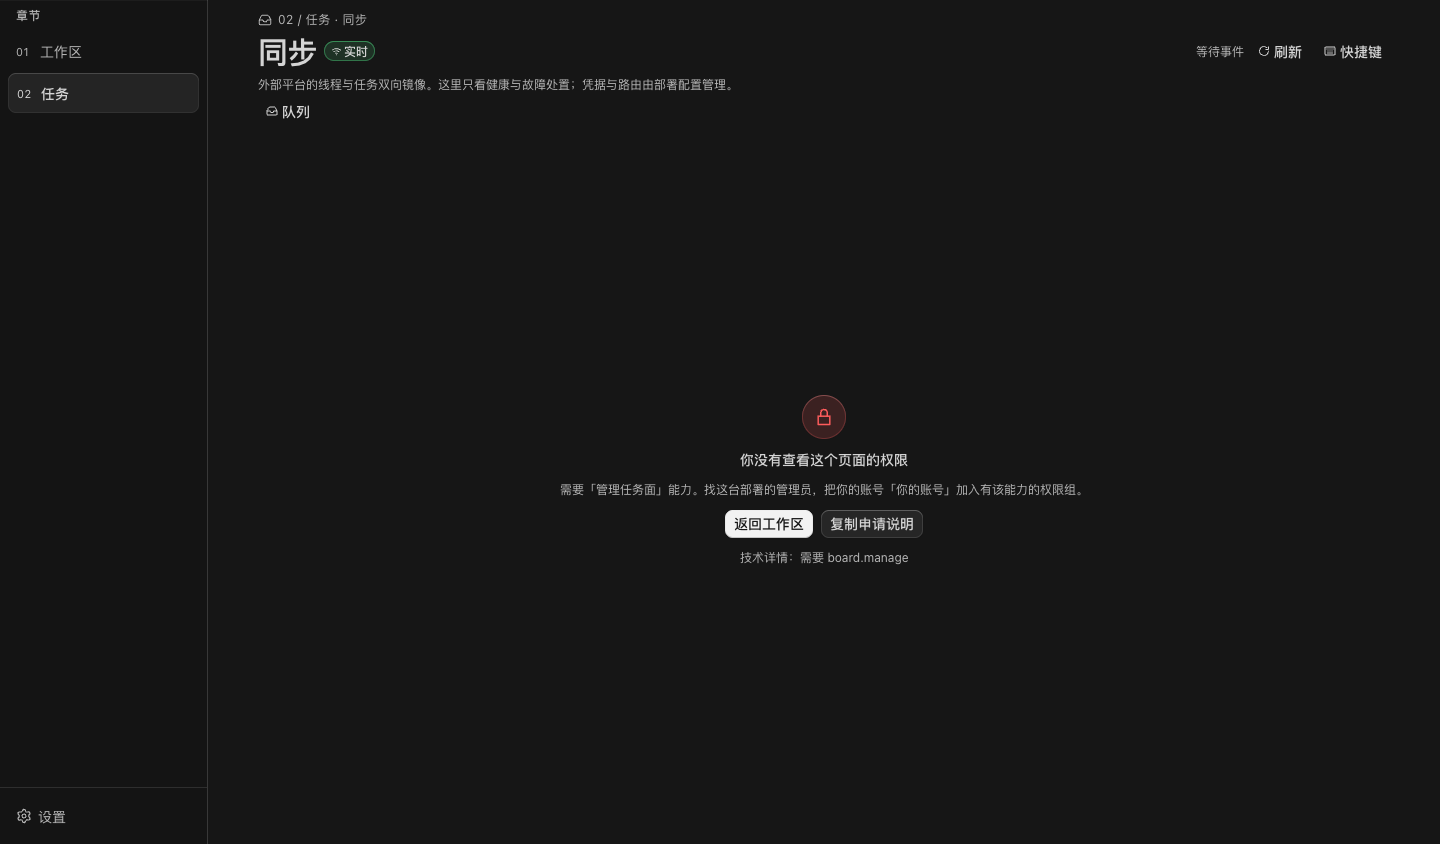 章节
01 工作区
02 任务
设置
02 / 任务 · 同步
同步 实时
等待事件 刷新 快捷键
外部平台的线程与任务双向镜像。这里只看健康与故障处置；凭据与路由由部署配置管理。
队列
你没有查看这个页面的权限
需要「管理任务面」能力。找这台部署的管理员，把你的账号「你的账号」加入有该能力的权限组。
返回工作区 复制申请说明
技术详情：需要 board.manage